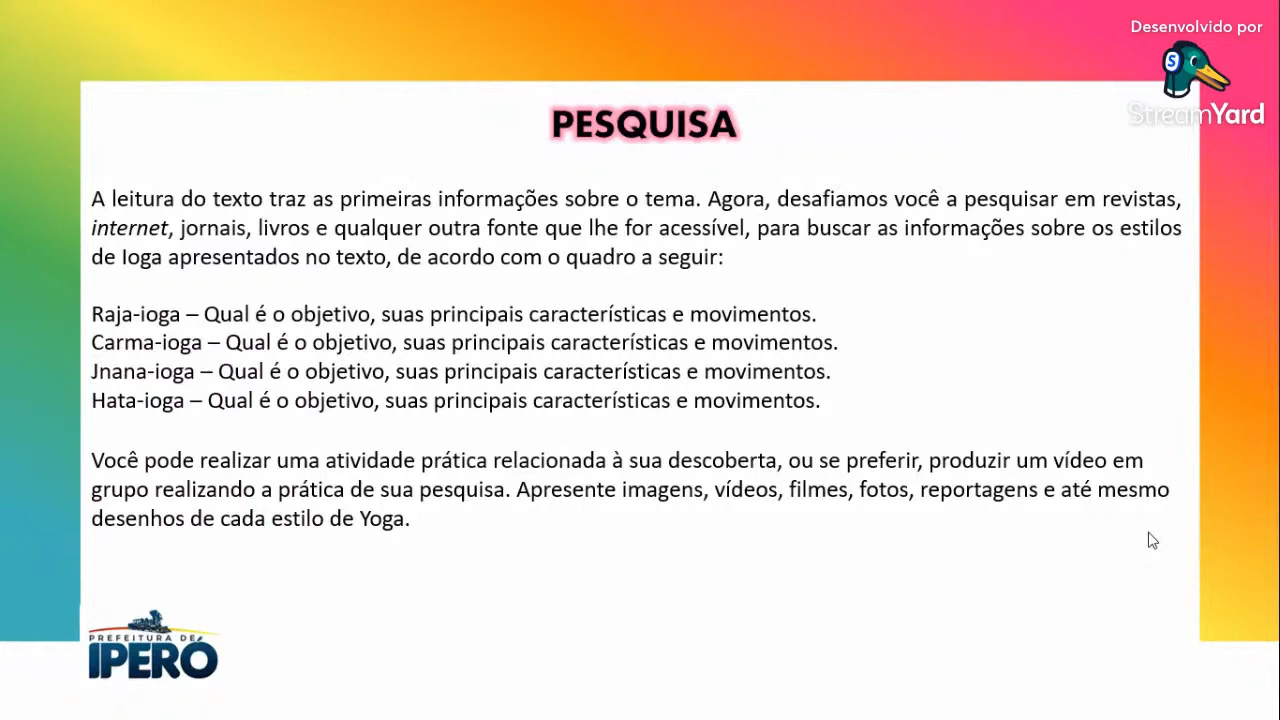 Desenvolvido por
StreamYard
PESQUISA
A leitura do texto traz as primeiras informações sobre o tema. Agora, desafiamos você a pesquisar em revistas,
internet, jornais, livros e qualquer outra fonte que lhe for acessível, para buscar as informações sobre os estilos
de Ioga apresentados no texto, de acordo com o quadro a seguir:
Raja-ioga – Qual é o objetivo, suas principais características e movimentos.
Carma-ioga – Qual é o objetivo, suas principais características e movimentos.
Jnana-ioga – Qual é o objetivo, suas principais características e movimentos.
Hata-ioga – Qual é o objetivo, suas principais características e movimentos.
Você pode realizar uma atividade prática relacionada à sua descoberta, ou se preferir, produzir um vídeo em
grupo realizando a prática de sua pesquisa. Apresente imagens, vídeos, filmes, fotos, reportagens e até mesmo
desenhos de cada estilo de Yoga.
PREFEITURA DE
IPERÓ